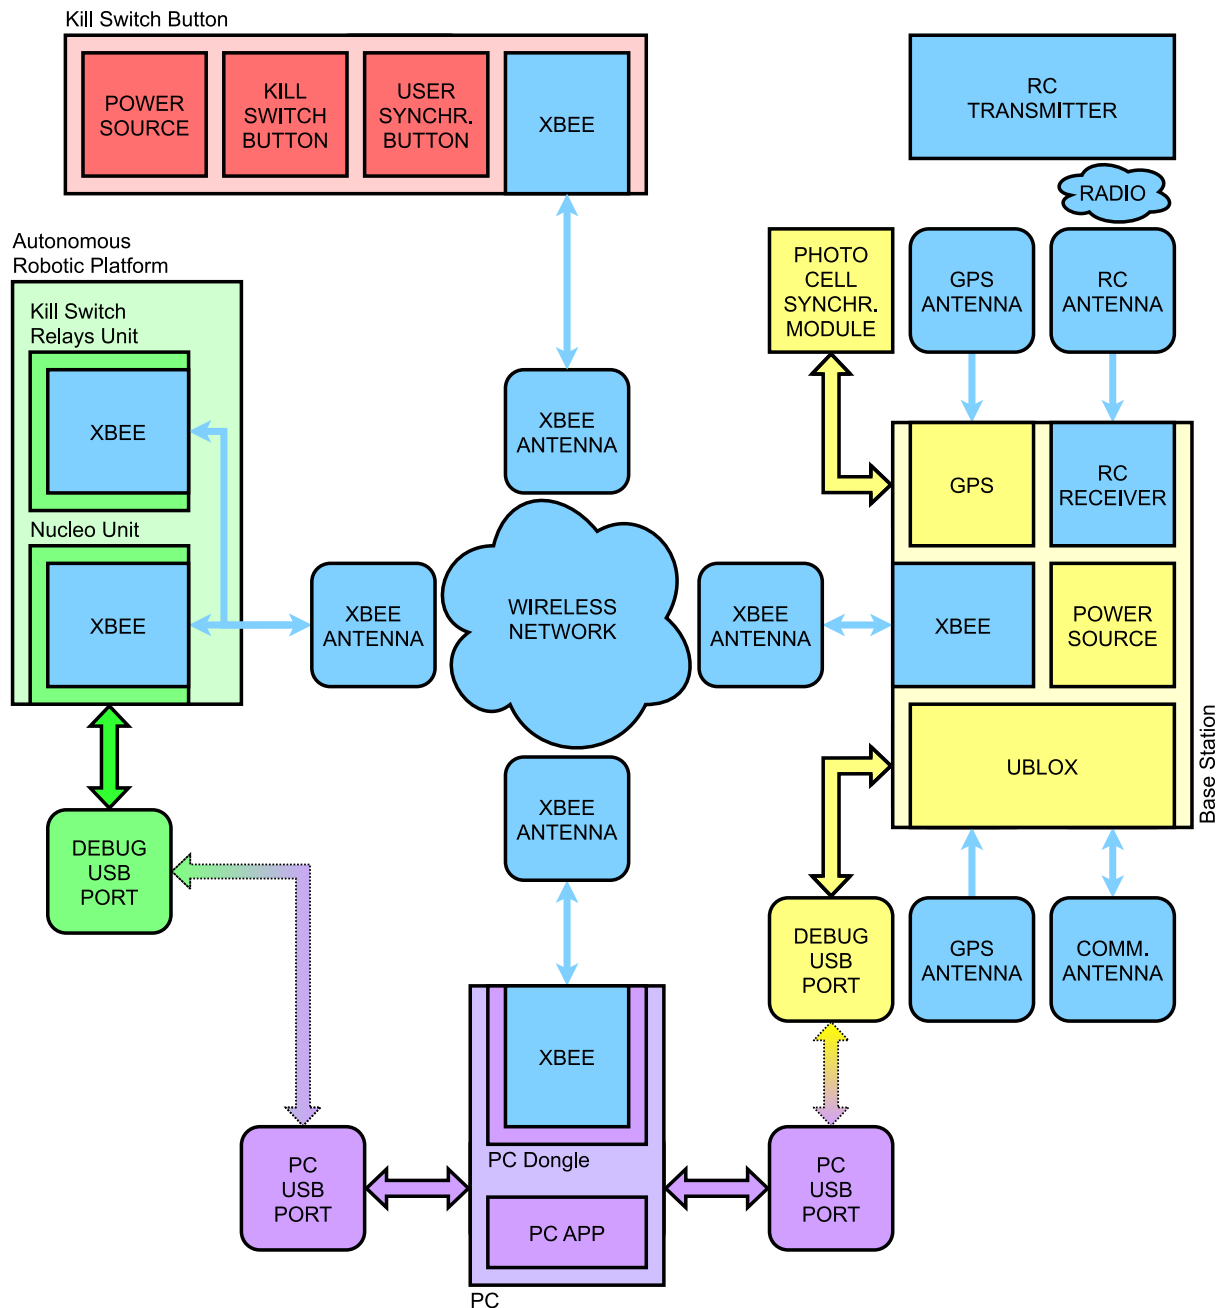 Kill Switch Button
POWER
SOURCE
KILL
SWITCH
BUTTON
USER
SYNCHR.
BUTTON
XBEE
RC
TRANSMITTER
RADIO
Autonomous
Robotic Platform
Kill Switch
Relays Unit
XBEE
Nucleo Unit
XBEE
XBEE
ANTENNA
PHOTO
CELL
SYNCHR.
MODULE
GPS
ANTENNA
RC
ANTENNA
GPS
RC
RECEIVER
XBEE
ANTENNA
WIRELESS
NETWORK
XBEE
ANTENNA
XBEE
POWER
SOURCE
UBLOX
Base Station
XBEE
ANTENNA
DEBUG
USB
PORT
DEBUG
USB
PORT
GPS
ANTENNA
COMM.
ANTENNA
XBEE
PC Dongle
PC
USB
PORT
PC APP
PC
USB
PORT
PC